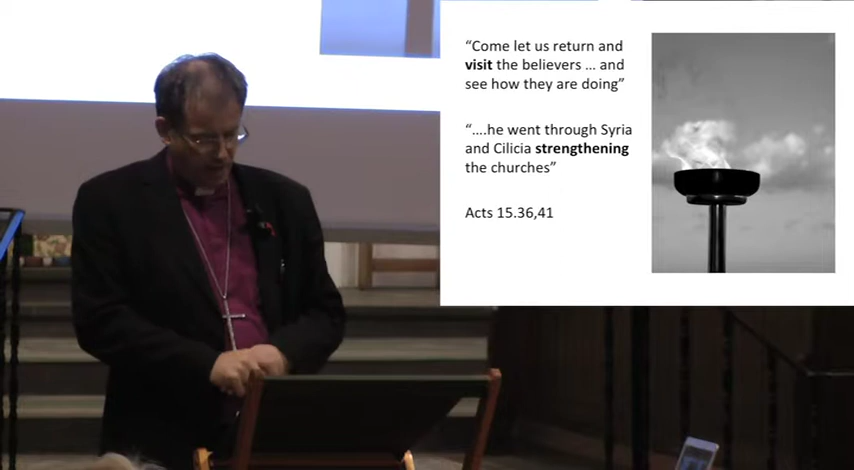 “Come let us return and
visit the believers ... and
see how they are doing”
“....he went through Syria
and Cilicia strengthening
the churches”
Acts 15.36,41